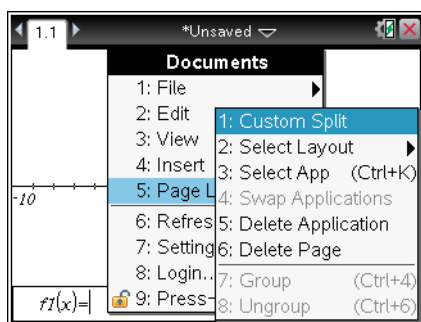 1.1 *Unsaved
Documents
1: File
2: Edit
3: View
4: Insert
5: Page L
6: Refres
7: Setting
8: Login..
9: Press-
1: Custom Split
2: Select Layout
3: Select App (Ctrl+K)
4: Swap Applications
5: Delete Application
6: Delete Page
7: Group (Ctrl+4)
8: Ungroup (Ctrl+6)
-10
f1(x)=